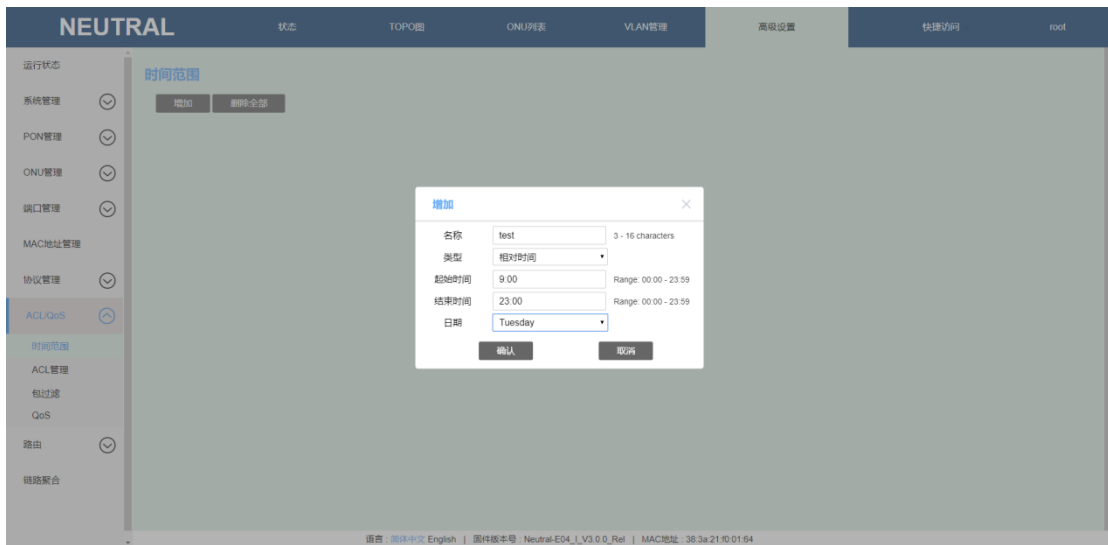 NEUTRAL 状态 TOPO图 ONU列表 VLAN管理 高级设置 快捷访问 root
运行状态
系统管理
PON管理
ONU管理
端口管理
MAC地址管理
协议管理
ACL/QoS
时间范围
ACL管理
包过滤
QoS
路由
链路聚合
时间范围
增加 删除全部
增加
名称 test 3 - 16 characters
类型 相对时间
起始时间 9:00 Range: 00:00 - 23:59
结束时间 23:00 Range: 00:00 - 23:59
日期 Tuesday
确认 取消
语言 : 简体中文 English | 固件版本号 : Neutral-E04_I_V3.0.0_Rel | MAC地址 : 38:3a:21:f0:01:64